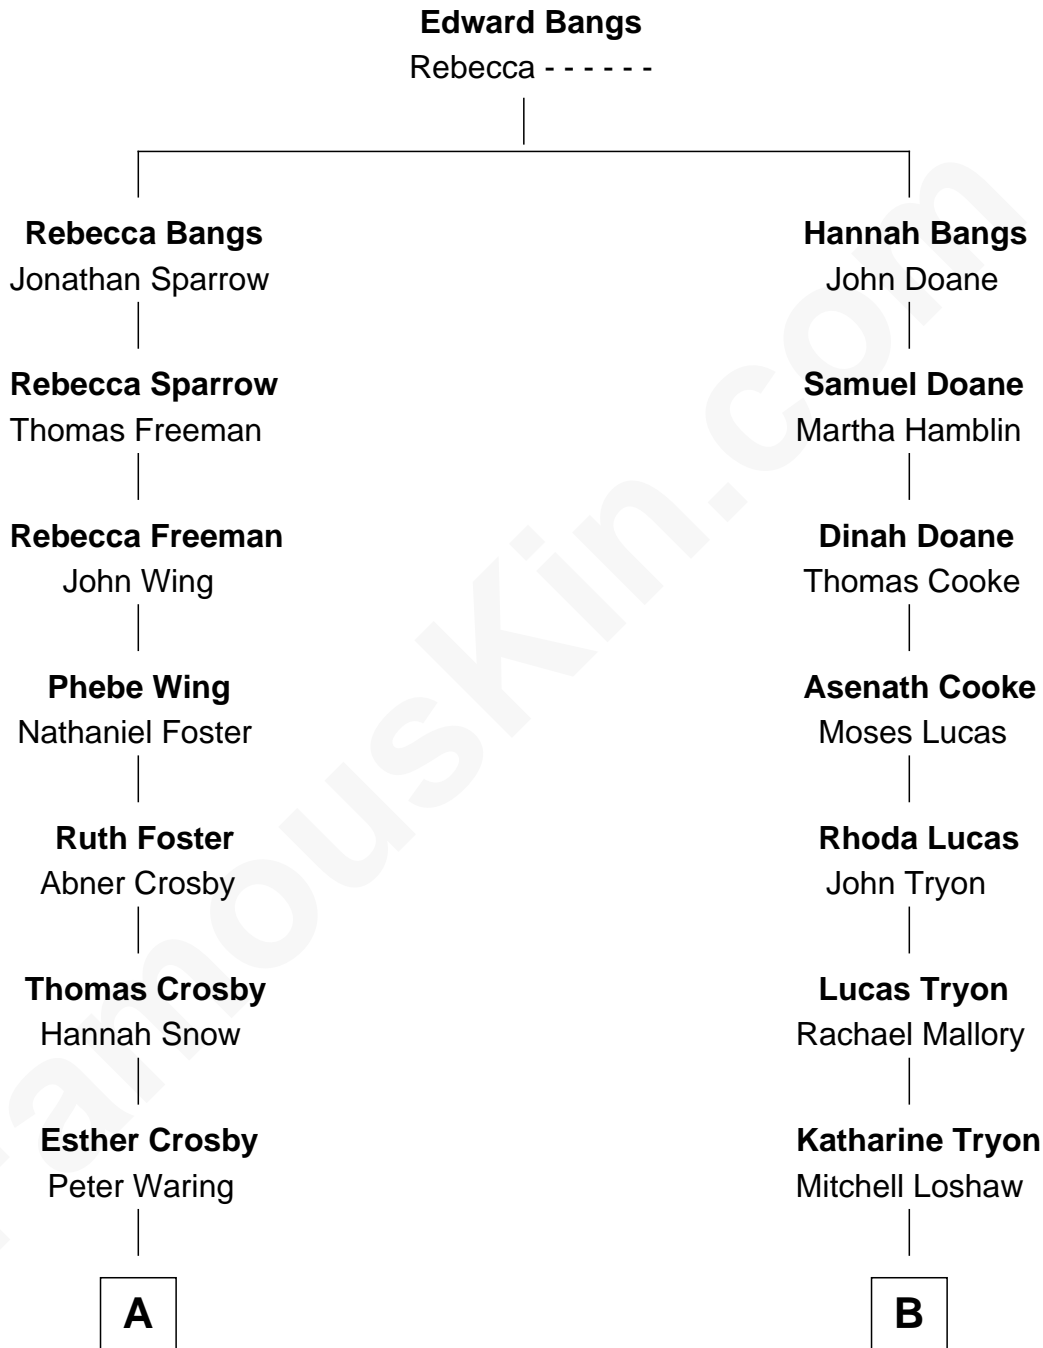 Edward Bangs
Rebecca - - - - - -
Rebecca Bangs
Jonathan Sparrow
Hannah Bangs
John Doane
Rebecca Sparrow
Thomas Freeman
Samuel Doane
Martha Hamblin
Rebecca Freeman
John Wing
Dinah Doane
Thomas Cooke
Phebe Wing
Nathaniel Foster
Asenath Cooke
Moses Lucas
Ruth Foster
Abner Crosby
Rhoda Lucas
John Tryon
Thomas Crosby
Hannah Snow
Lucas Tryon
Rachael Mallory
Esther Crosby
Peter Waring
Katharine Tryon
Mitchell Loshaw
A
B
FamousKin.com